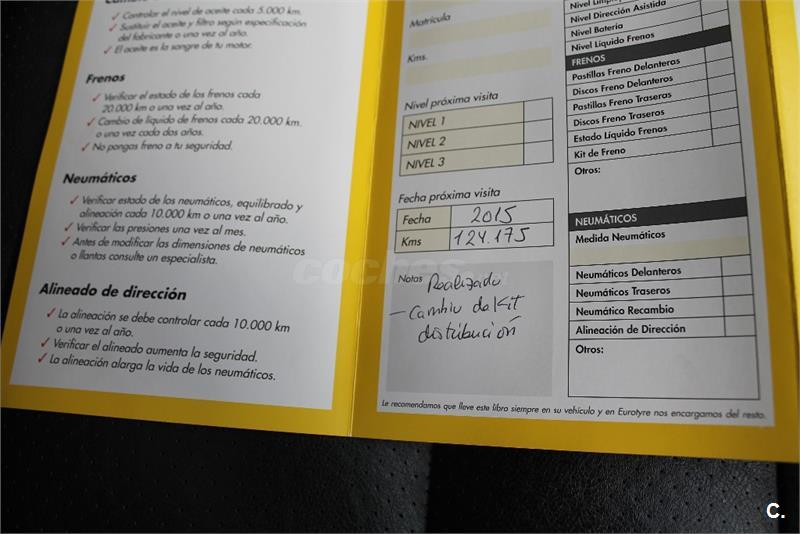 ✓ Controlar el nivel de aceite cada 5.000 km.
✓ Sustituir el aceite y filtro según especificación
del fabricante o una vez al año.
✓ El aceite es la sangre de tu motor.
Frenos
✓ Verificar el estado de los frenos cada
20.000 km o una vez al año.
✓ Cambio de líquido de frenos cada 20.000 km.
o una vez cada dos años.
✓ No pongas freno a tu seguridad.
Neumáticos
✓ Verificar estado de los neumáticos, equilibrado y
alineación cada 10.000 km o una vez al año.
✓ Verificar las presiones una vez al mes.
✓ Antes de modificar las dimensiones de neumáticos
o llantas consulte un especialista.
Alineado de dirección
✓ La alineación se debe controlar cada 10.000 km
o una vez al año.
✓ Verificar el alineado aumenta la seguridad.
✓ La alineación alarga la vida de los neumáticos.
Matrícula
Kms.
Nivel próxima visita
NIVEL 1
NIVEL 2
NIVEL 3
Fecha próxima visita
Fecha 2015
Kms 124.175
Notas Realizado
- Cambio de Kit
distribución
Nivel Dirección Asistida
Nivel Batería
Nivel Líquido Frenos
FRENOS
Pastillas Freno Delanteros
Discos Freno Delanteros
Pastillas Freno Traseras
Discos Freno Traseros
Estado Líquido Frenos
Kit de Freno
Otros:
NEUMÁTICOS
Medida Neumáticos
Neumáticos Delanteros
Neumáticos Traseros
Neumático Recambio
Alineación de Dirección
Otros:
Le recomendamos que lleve este libro siempre en su vehículo y en Eurotyre nos encargamos del resto.
coches.net
C.